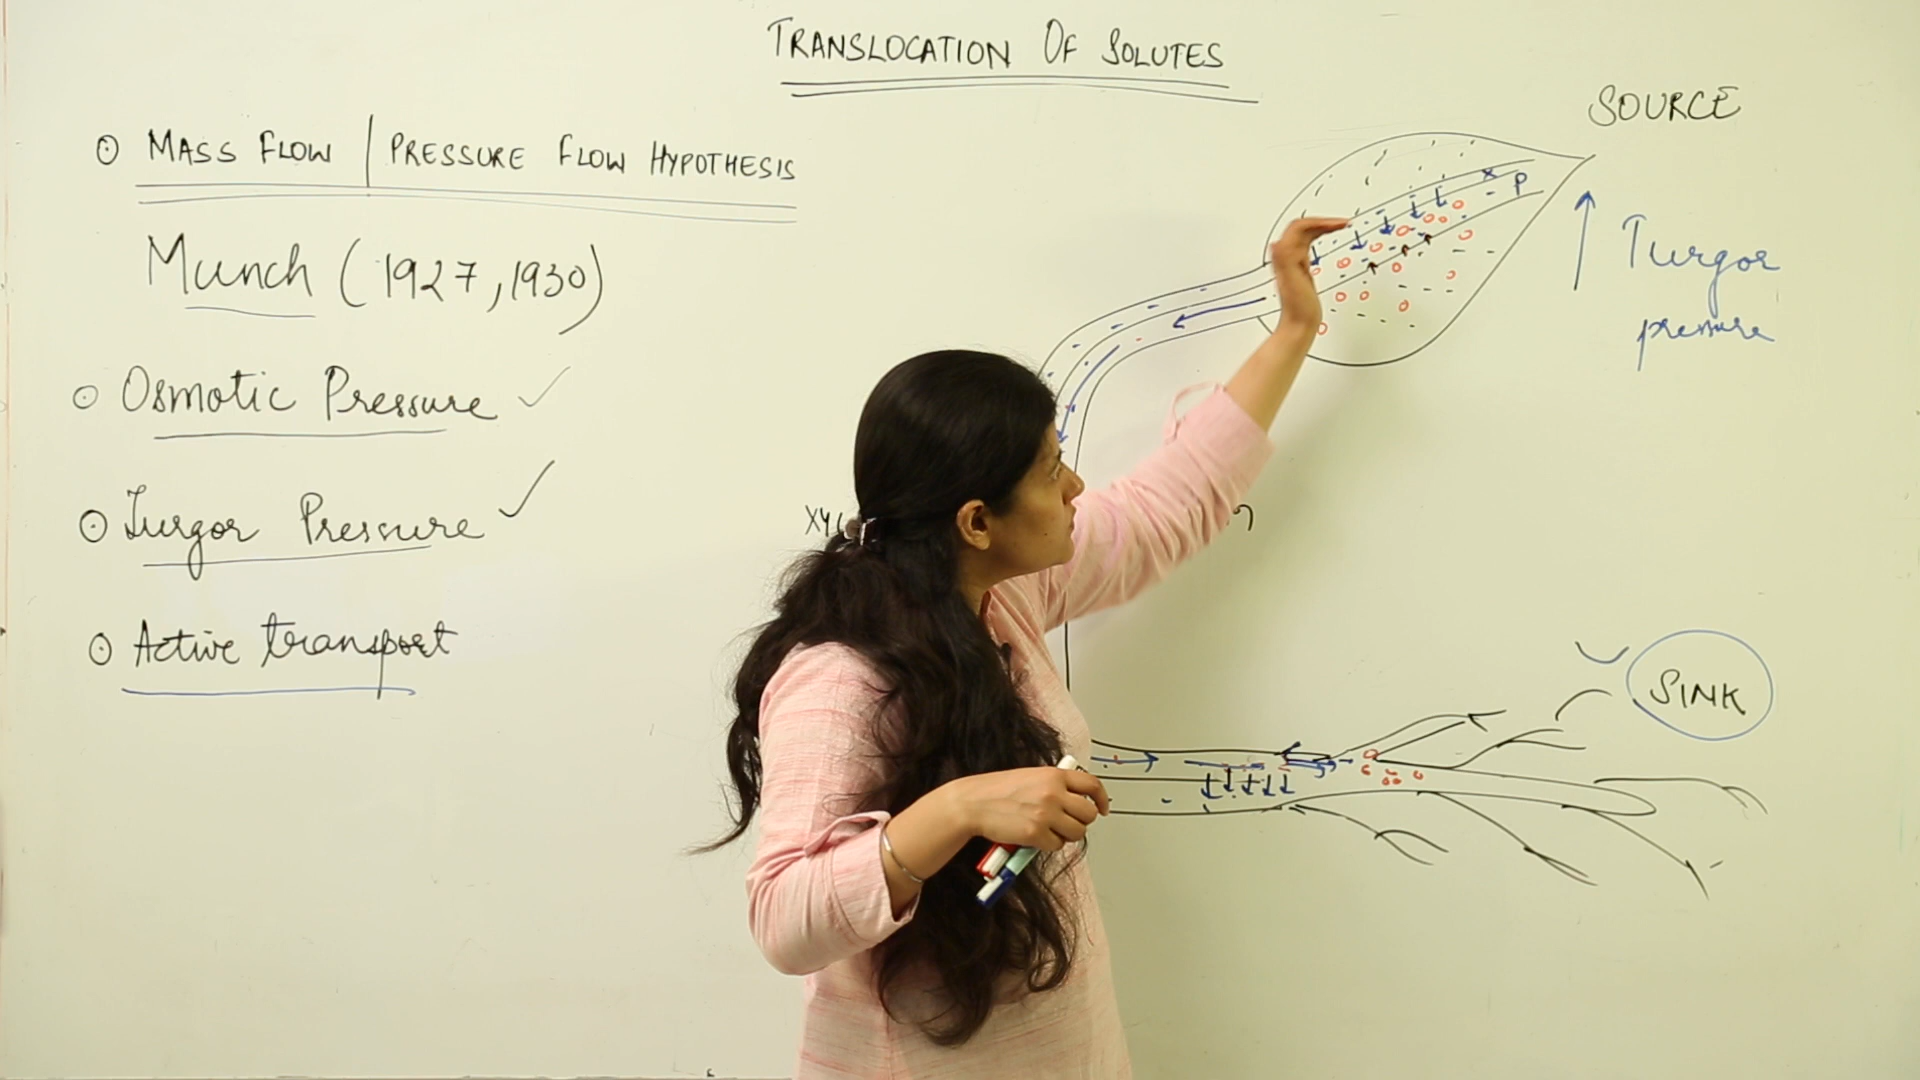 TRANSLOCATION OF SOLUTES
SOURCE
MASS FLOW | PRESSURE FLOW HYPOTHESIS
Munch (1927, 1930)
x
P
Turgor
pressure
Osmotic Pressure ✓
Turgor Pressure ✓
Active transport
SINK